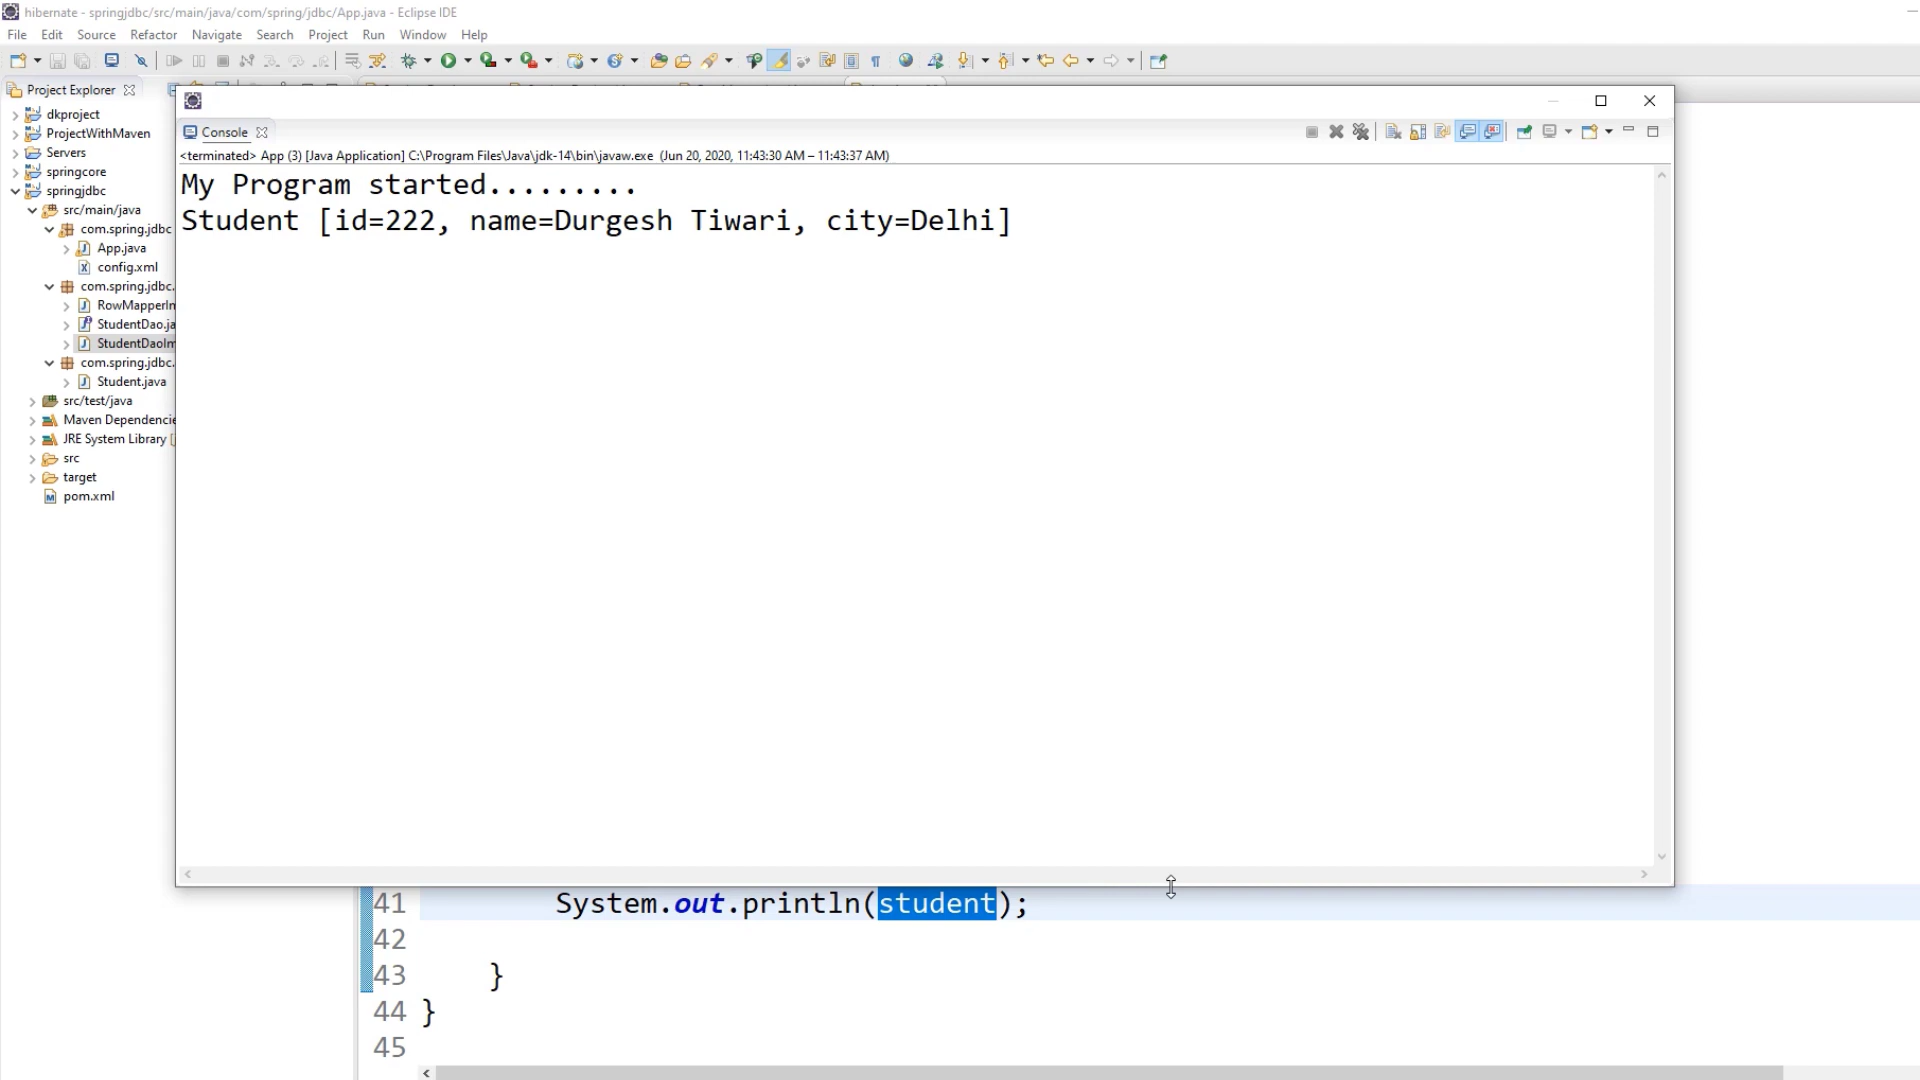 hibernate - springjdbc/src/main/java/com/spring/jdbc/App.java - Eclipse IDE
File Edit Source Refactor Navigate Search Project Run Window Help
Project Explorer
dkproject
ProjectWithMaven
Servers
springcore
springjdbc
src/main/java
com.spring.jdbc
App.java
config.xml
com.spring.jdbc.
RowMapperIm
StudentDao.ja
StudentDaoIm
com.spring.jdbc.
Student.java
src/test/java
Maven Dependencie
JRE System Library [
src
target
pom.xml
Console
<terminated> App (3) [Java Application] C:\Program Files\Java\jdk-14\bin\javaw.exe (Jun 20, 2020, 11:43:30 AM – 11:43:37 AM)
My Program started.........
Student [id=222, name=Durgesh Tiwari, city=Delhi]
41 System.out.println(student);
42
43 }
44 }
45